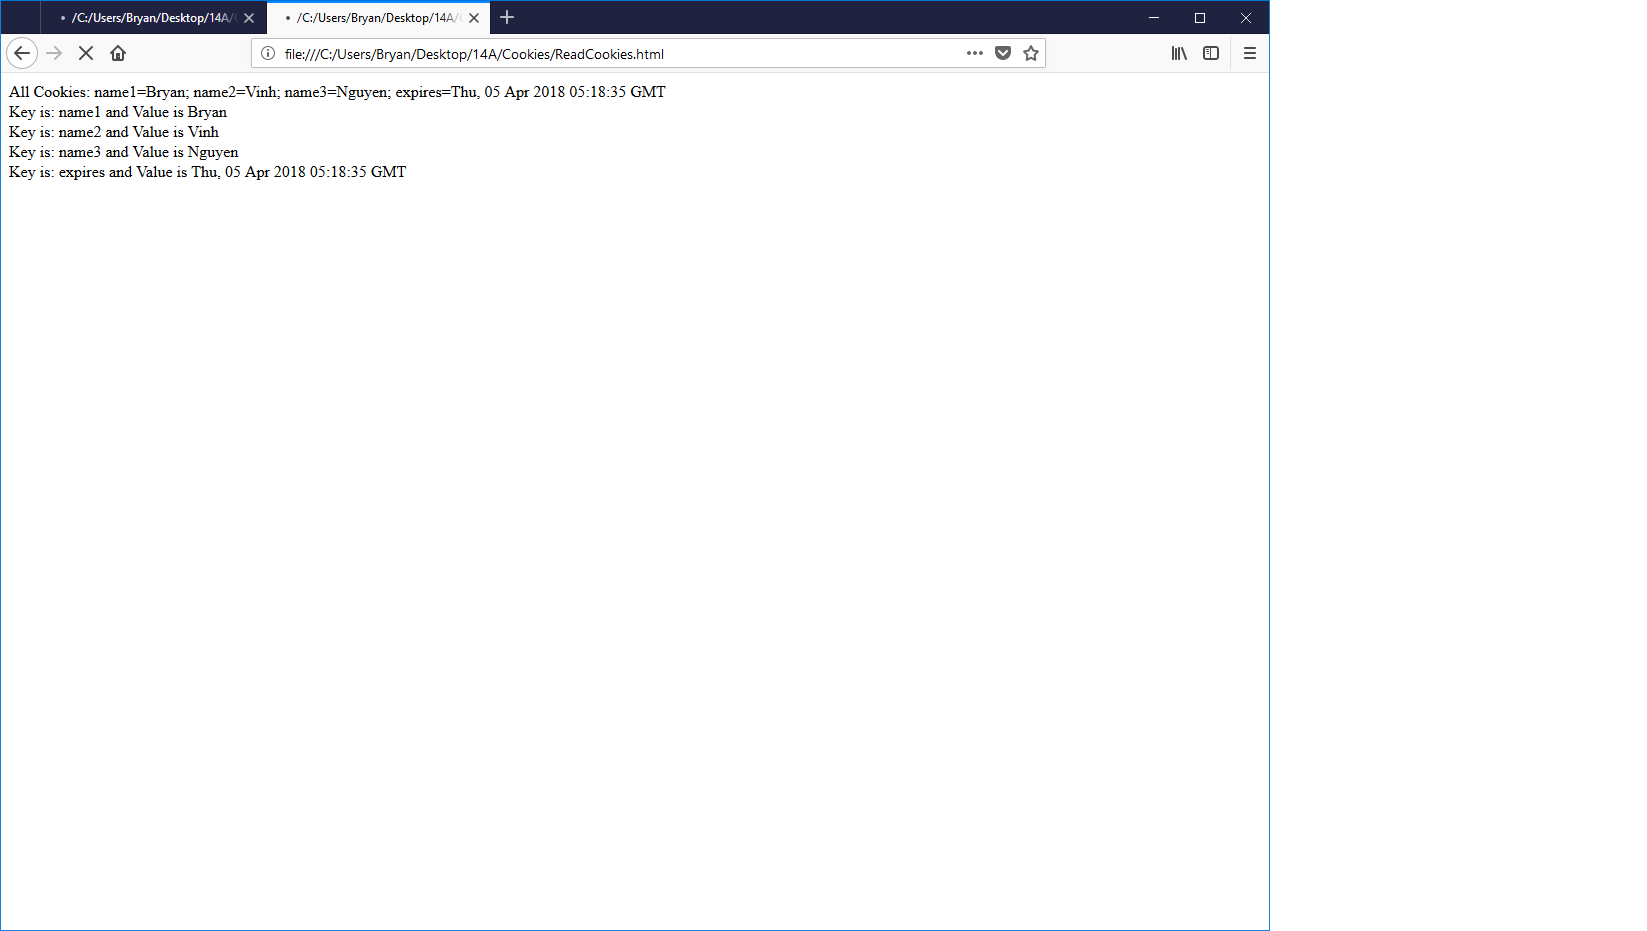 /C:/Users/Bryan/Desktop/14A/
/C:/Users/Bryan/Desktop/14A/
file:///C:/Users/Bryan/Desktop/14A/Cookies/ReadCookies.html
All Cookies: name1=Bryan; name2=Vinh; name3=Nguyen; expires=Thu, 05 Apr 2018 05:18:35 GMT
Key is: name1 and Value is Bryan
Key is: name2 and Value is Vinh
Key is: name3 and Value is Nguyen
Key is: expires and Value is Thu, 05 Apr 2018 05:18:35 GMT